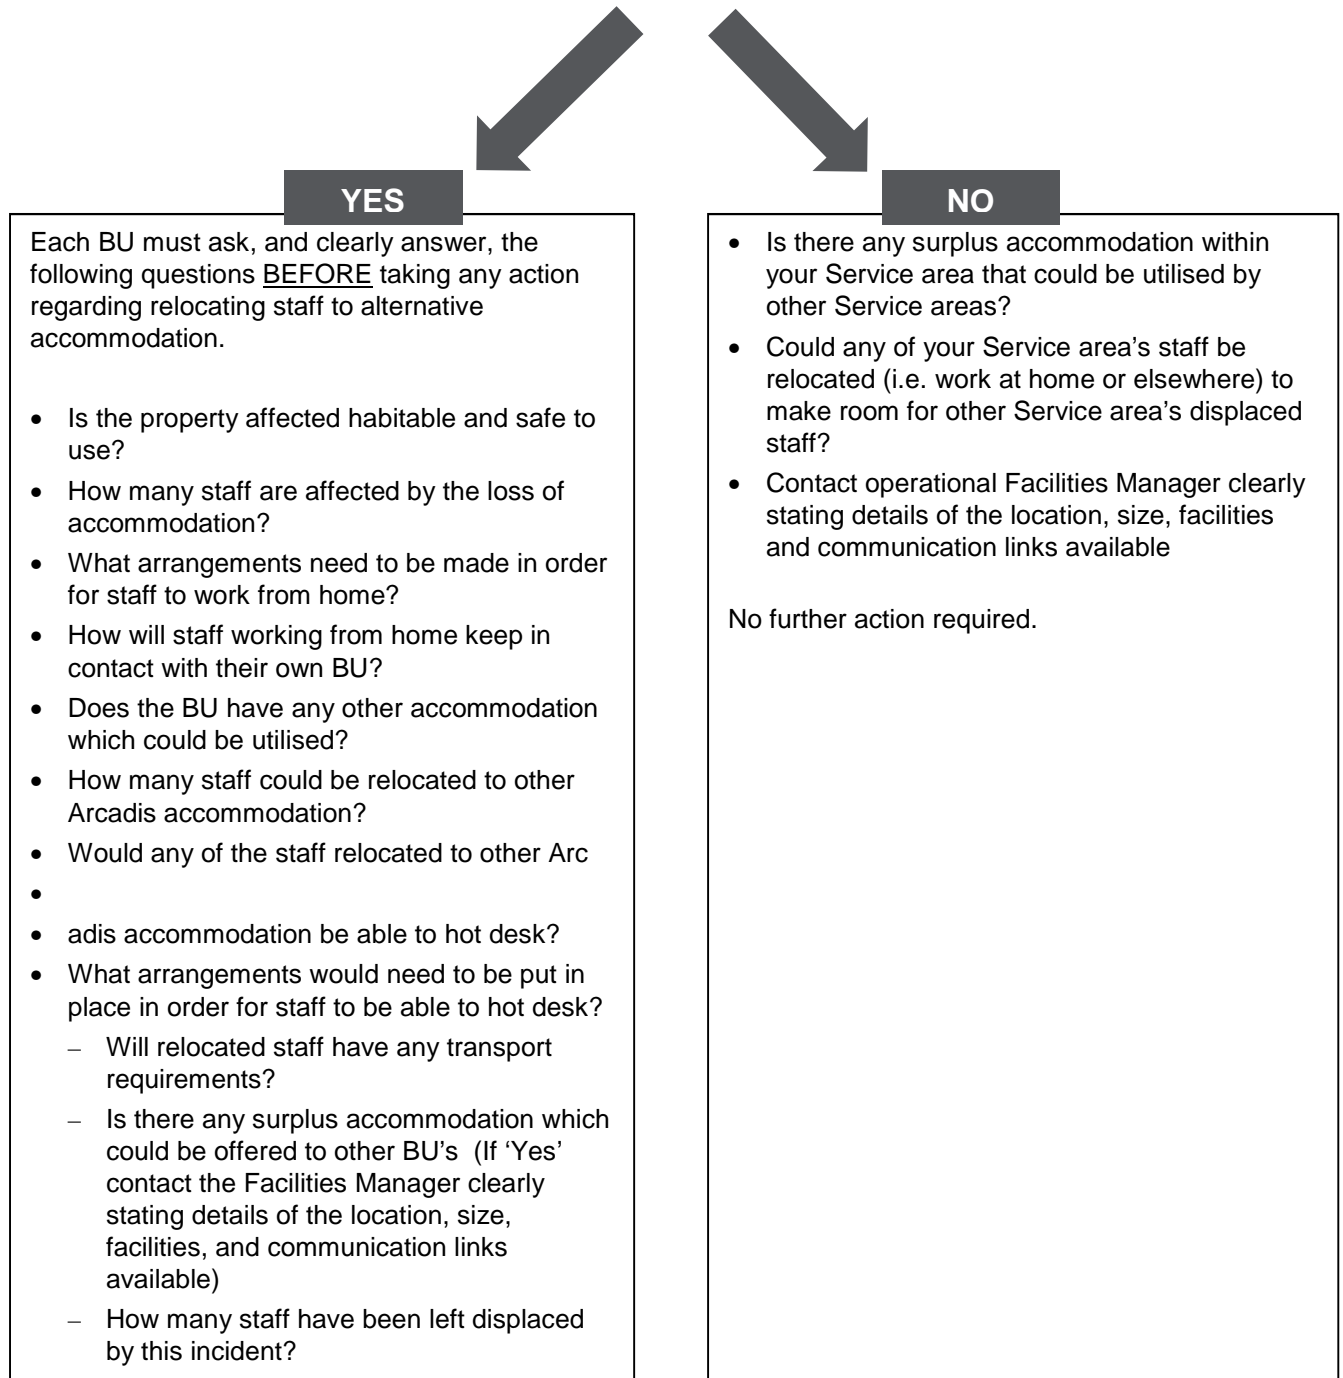 YES
Each BU must ask, and clearly answer, the
following questions BEFORE taking any action
regarding relocating staff to alternative
accommodation.
• Is the property affected habitable and safe to
use?
• How many staff are affected by the loss of
accommodation?
• What arrangements need to be made in order
for staff to work from home?
• How will staff working from home keep in
contact with their own BU?
• Does the BU have any other accommodation
which could be utilised?
• How many staff could be relocated to other
Arcadis accommodation?
• Would any of the staff relocated to other Arc
•
• adis accommodation be able to hot desk?
• What arrangements would need to be put in
place in order for staff to be able to hot desk?
– Will relocated staff have any transport
requirements?
– Is there any surplus accommodation which
could be offered to other BU's  (If ‘Yes’
contact the Facilities Manager clearly
stating details of the location, size,
facilities, and communication links
available)
– How many staff have been left displaced
by this incident?
NO
• Is there any surplus accommodation within
your Service area that could be utilised by
other Service areas?
• Could any of your Service area’s staff be
relocated (i.e. work at home or elsewhere) to
make room for other Service area’s displaced
staff?
• Contact operational Facilities Manager clearly
stating details of the location, size, facilities
and communication links available
No further action required.